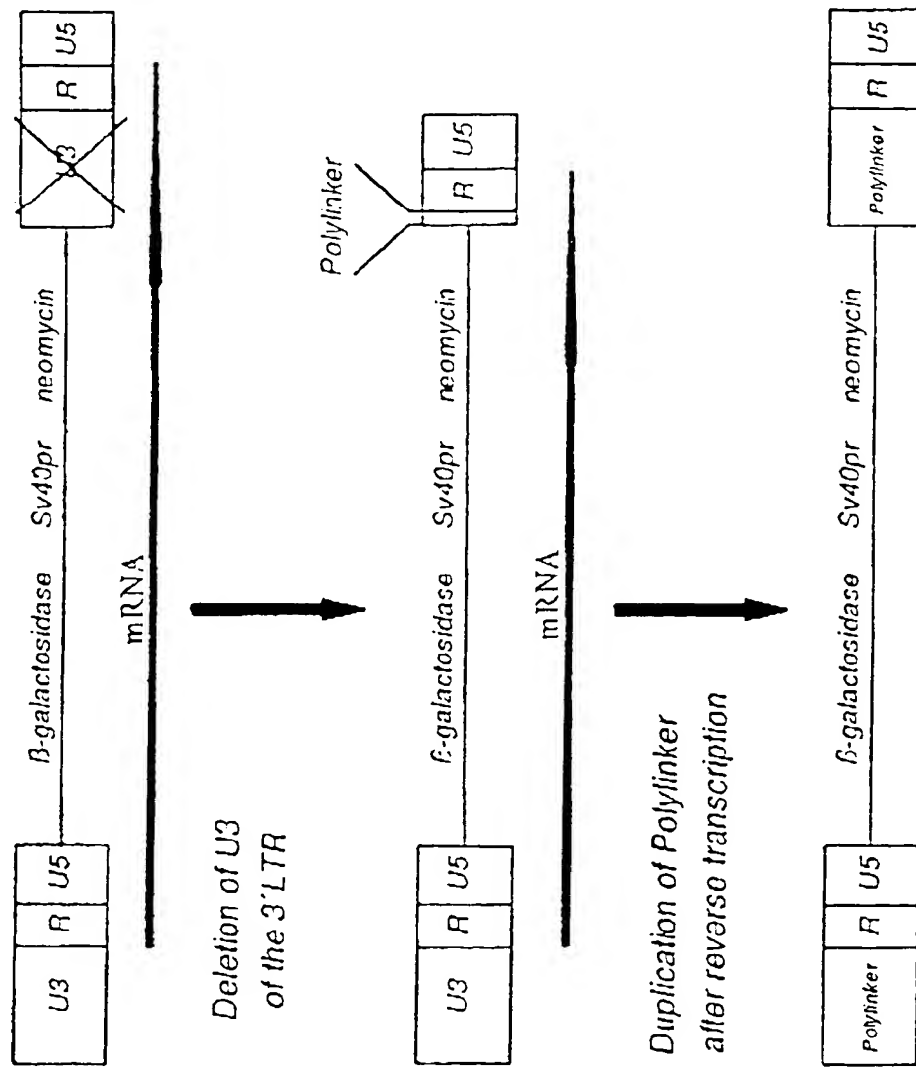 U3 R U5 ß-galactosidase Sv40pr neomycin U3 R U5
mRNA
Deletion of U3
of the 3'LTR
Polylinker
U3 R U5 ß-galactosidase Sv40pr neomycin R U5
mRNA
Duplication of Polylinker
after reverse transcription
Polylinker R U5 ß-galactosidase Sv40pr neomycin Polylinker R U5